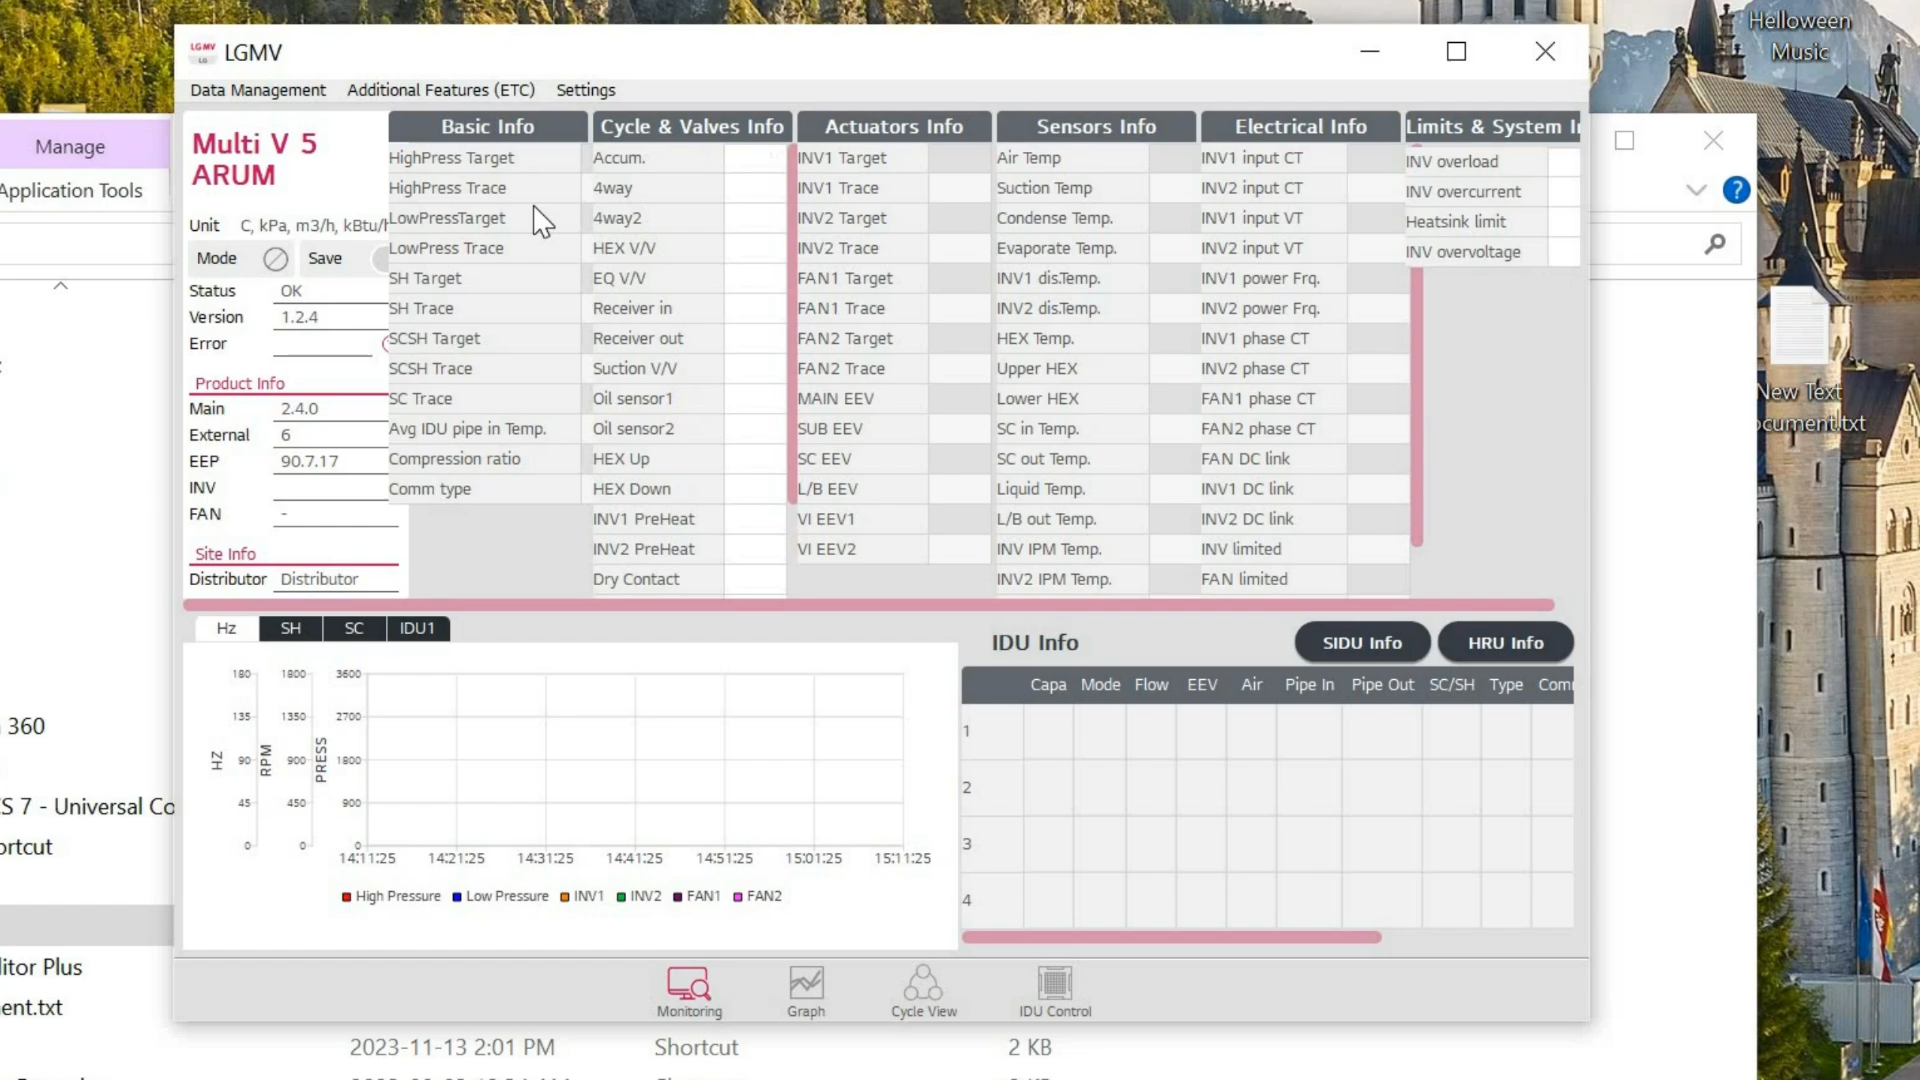 Helloween
Music
LGMV
LG
LGMV
Data Management
Additional Features (ETC)
Settings
Manage
Application Tools
Multi V 5
ARUM
Unit C, kPa, m3/h, kBtu/h
Mode
Save
Status OK
Version 1.2.4
Error
Product Info
Main 2.4.0
External 6
EEP 90.7.17
INV
FAN -
Site Info
Distributor Distributor
Basic Info
HighPress Target
HighPress Trace
LowPressTarget
LowPress Trace
SH Target
SH Trace
SCSH Target
SCSH Trace
SC Trace
Avg IDU pipe in Temp.
Compression ratio
Comm type
Cycle & Valves Info
Accum.
4way
4way2
HEX V/V
EQ V/V
Receiver in
Receiver out
Suction V/V
Oil sensor1
Oil sensor2
HEX Up
HEX Down
INV1 PreHeat
INV2 PreHeat
Dry Contact
Actuators Info
INV1 Target
INV1 Trace
INV2 Target
INV2 Trace
FAN1 Target
FAN1 Trace
FAN2 Target
FAN2 Trace
MAIN EEV
SUB EEV
SC EEV
L/B EEV
VI EEV1
VI EEV2
Sensors Info
Air Temp
Suction Temp
Condense Temp.
Evaporate Temp.
INV1 dis.Temp.
INV2 dis.Temp.
HEX Temp.
Upper HEX
Lower HEX
SC in Temp.
SC out Temp.
Liquid Temp.
L/B out Temp.
INV IPM Temp.
INV2 IPM Temp.
Electrical Info
INV1 input CT
INV2 input CT
INV1 input VT
INV2 input VT
INV1 power Frq.
INV2 power Frq.
INV1 phase CT
INV2 phase CT
FAN1 phase CT
FAN2 phase CT
FAN DC link
INV1 DC link
INV2 DC link
INV limited
FAN limited
Limits & System I
INV overload
INV overcurrent
Heatsink limit
INV overvoltage
?
New Text
ocument.txt
Hz SH SC IDU1
180 1800 3600
135 1350 2700
90 900 1800
45 450 900
0 0 0
HZ
RPM
PRESS
14:11:25 14:21:25 14:31:25 14:41:25 14:51:25 15:01:25 15:11:25
High Pressure Low Pressure INV1 INV2 FAN1 FAN2
IDU Info
SIDU Info
HRU Info
Capa Mode Flow EEV Air Pipe In Pipe Out SC/SH Type Com
1
2
3
4
Monitoring
Graph
Cycle View
IDU Control
360
S 7 - Universal Co
ortcut
itor Plus
ent.txt
2023-11-13 2:01 PM Shortcut 2 KB